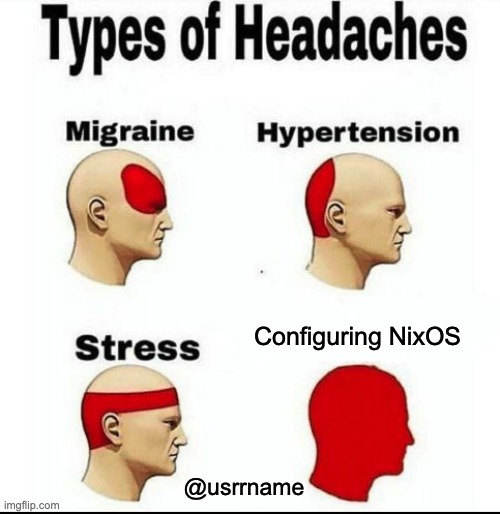 Types of Headaches
Migraine
Hypertension
Stress
Configuring NixOS
@usrrname
imgflip.com